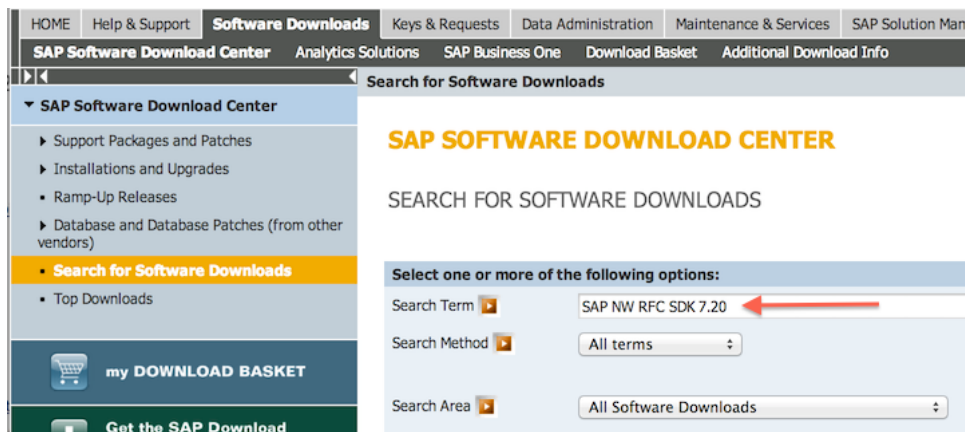 HOME Help & Support Software Downloads Keys & Requests Data Administration Maintenance & Services SAP Solution Man
SAP Software Download Center Analytics Solutions SAP Business One Download Basket Additional Download Info
Search for Software Downloads
SAP Software Download Center
Support Packages and Patches
Installations and Upgrades
Ramp-Up Releases
Database and Database Patches (from other
vendors)
Search for Software Downloads
Top Downloads
my DOWNLOAD BASKET
Get the SAP Download
SAP SOFTWARE DOWNLOAD CENTER
SEARCH FOR SOFTWARE DOWNLOADS
Select one or more of the following options:
Search Term SAP NW RFC SDK 7.20
Search Method All terms
Search Area All Software Downloads